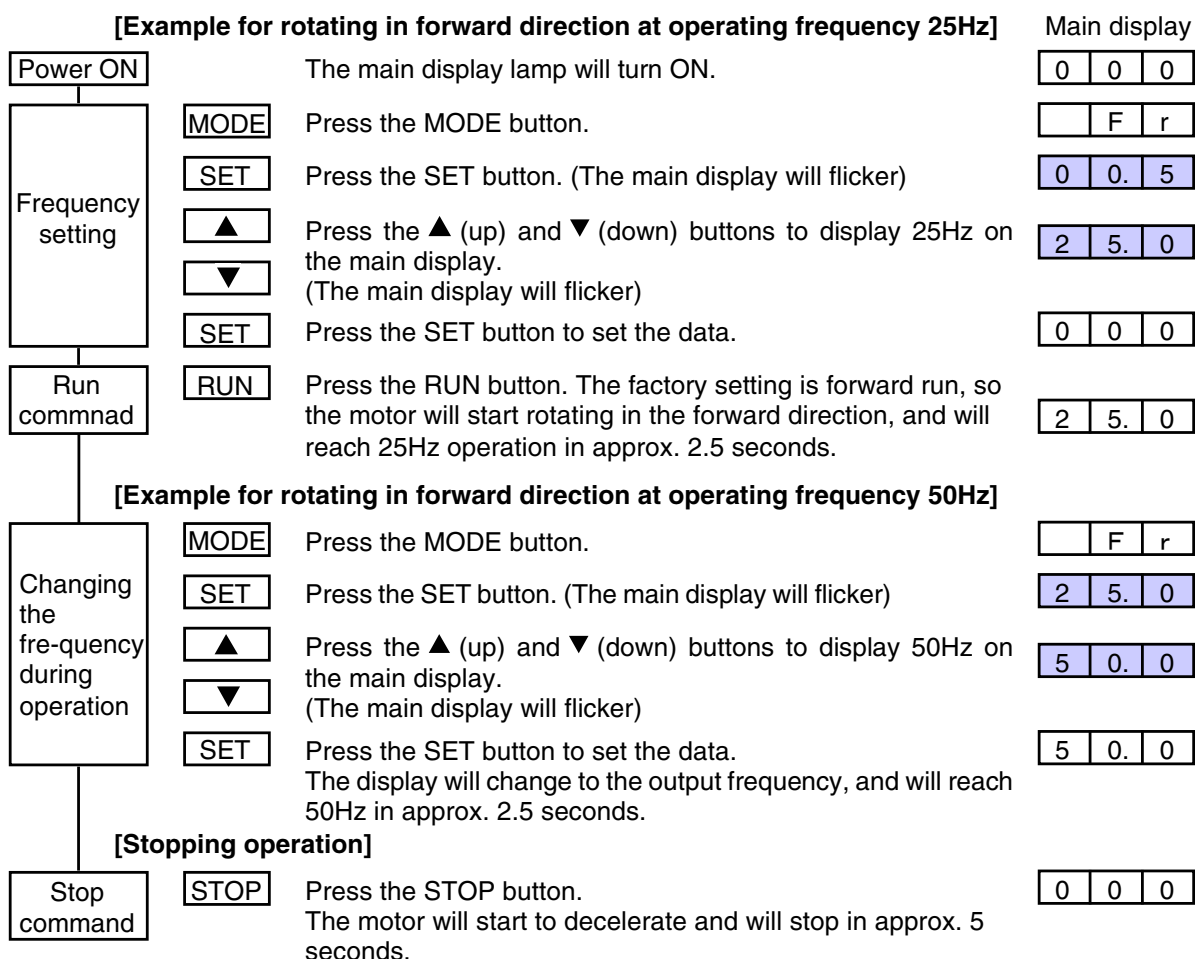 [Example for rotating in forward direction at operating frequency 25Hz] Main display
Power ON The main display lamp will turn ON. 0 0 0
MODE Press the MODE button. F r
SET Press the SET button. (The main display will flicker) 0 0. 5
Frequency
setting
▲ Press the ▲ (up) and ▼ (down) buttons to display 25Hz on 2 5. 0
the main display.
▼
(The main display will flicker)
SET Press the SET button to set the data. 0 0 0
Run
commnad
RUN Press the RUN button. The factory setting is forward run, so
the motor will start rotating in the forward direction, and will 2 5. 0
reach 25Hz operation in approx. 2.5 seconds.
[Example for rotating in forward direction at operating frequency 50Hz]
MODE Press the MODE button. F r
Changing
the
fre-quency
during
operation
SET Press the SET button. (The main display will flicker) 2 5. 0
▲ Press the ▲ (up) and ▼ (down) buttons to display 50Hz on 5 0. 0
the main display.
▼
(The main display will flicker)
SET Press the SET button to set the data. 5 0. 0
The display will change to the output frequency, and will reach
50Hz in approx. 2.5 seconds.
[Stopping operation]
Stop
command
STOP Press the STOP button. 0 0 0
The motor will start to decelerate and will stop in approx. 5
seconds.